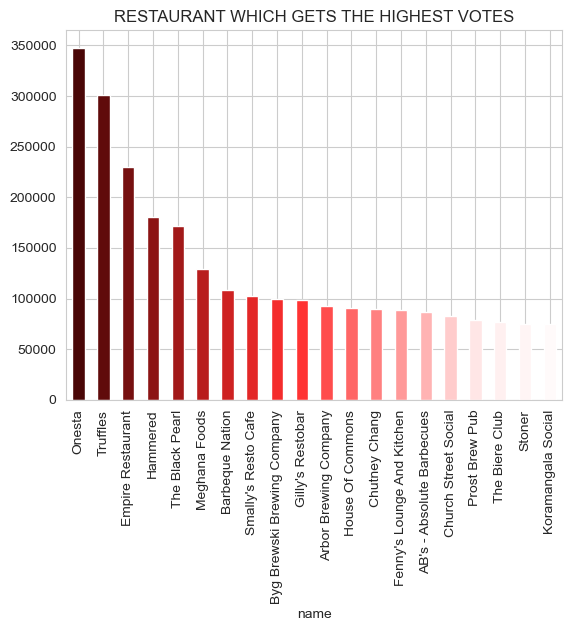 RESTAURANT WHICH GETS THE HIGHEST VOTES
350000
300000
250000
200000
150000
100000
50000
0
Onesta
Truffles
Empire Restaurant
Hammered
The Black Pearl
Meghana Foods
Barbeque Nation
Smally's Resto Cafe
Byg Brewski Brewing Company
Gilly's Restobar
Arbor Brewing Company
House Of Commons
Chutney Chang
Fenny's Lounge And Kitchen
AB's - Absolute Barbecues
Church Street Social
Prost Brew Pub
The Biere Club
Stoner
Koramangala Social
name